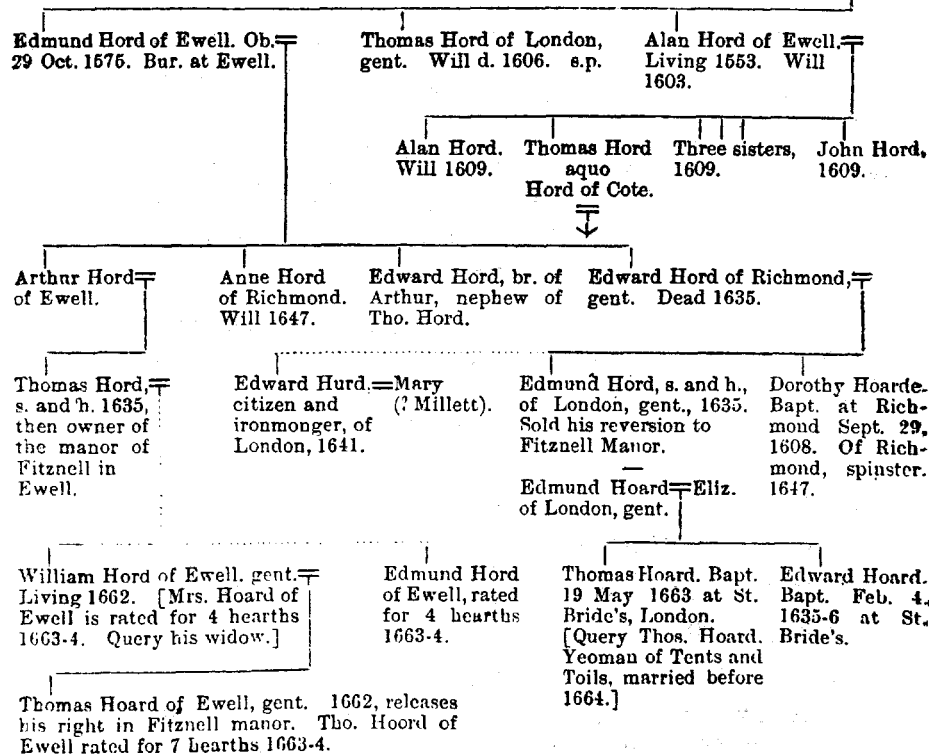 Edmund Hord of Ewell. Ob.
29 Oct. 1575. Bur. at Ewell.
Thomas Hord of London,
gent. Will d. 1606. s.p.
Alan Hord of Ewell.
Living 1553. Will
1603.
Alan Hord.
Will 1609.
Thomas Hord
aquo
Hord of Cote.
Three sisters,
1609.
John Hord,
1609.
Arthur Hord
of Ewell.
Anne Hord
of Richmond.
Will 1647.
Edward Hord, br. of
Arthur, nephew of
Tho. Hord.
Edward Hord of Richmond,
gent. Dead 1635.
Thomas Hord,
s. and h. 1635,
then owner of
the manor of
Fitznell in
Ewell.
Edward Hurd,
citizen and
ironmonger, of
London, 1641.
Mary
(? Millett).
Edmund Hord, s. and h.,
of London, gent., 1635.
Sold his reversion to
Fitznell Manor.
Edmund Hoard
of London, gent.
Eliz.
Dorothy Hoarde.
Bapt. at Rich-
mond Sept. 29,
1608. Of Rich-
mond, spinster.
1647.
William Hord of Ewell. gent.
Living 1662. [Mrs. Hoard of
Ewell is rated for 4 hearths
1663-4. Query his widow.]
Edmund Hord
of Ewell, rated
for 4 hearths
1663-4.
Thomas Hoard. Bapt.
19 May 1663 at St.
Bride's, London.
[Query Thos. Hoard.
Yeoman of Tents and
Toils, married before
1664.]
Edward Hoard.
Bapt. Feb. 4,
1635-6 at St.
Bride's.
Thomas Hoard of Ewell, gent. 1662, releases
his right in Fitznell manor. Tho. Hoord of
Ewell rated for 7 hearths 1663-4.